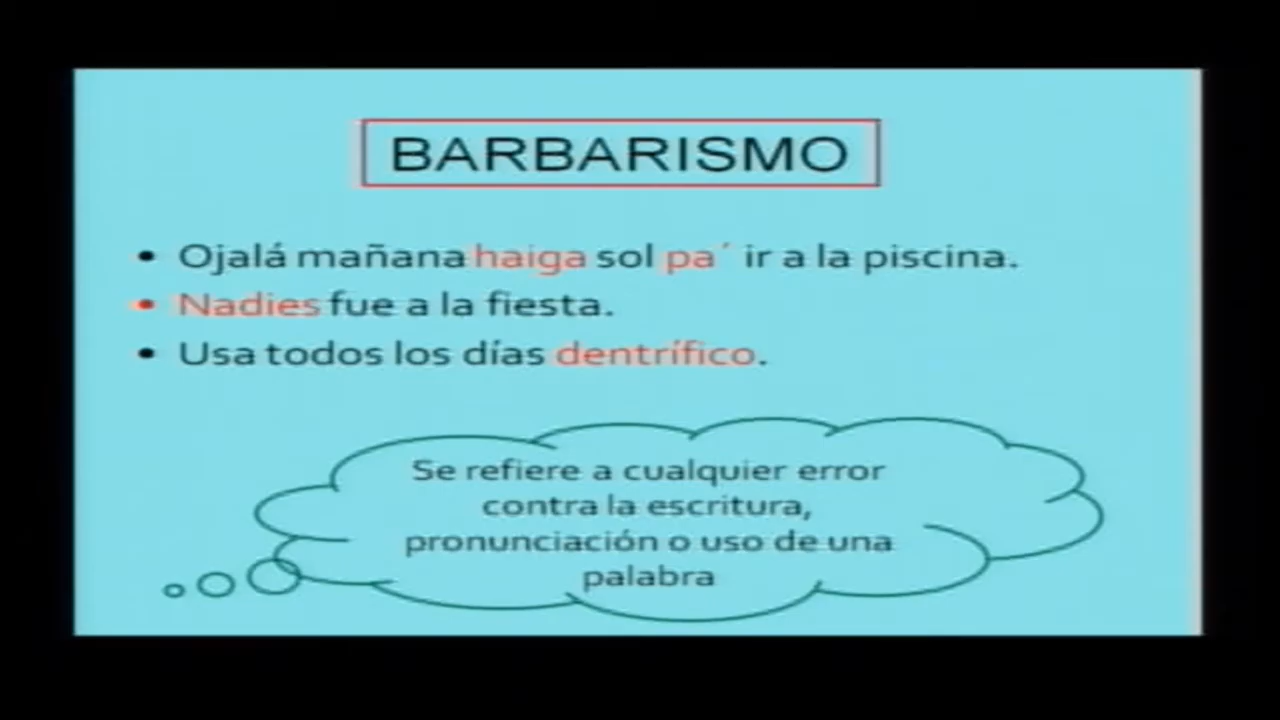 BARBARISMO
• Ojalá mañana haiga sol pa´ ir a la piscina.
• Nadies fue a la fiesta.
• Usa todos los días dentrífico.
Se refiere a cualquier error
contra la escritura,
pronunciación o uso de una
palabra